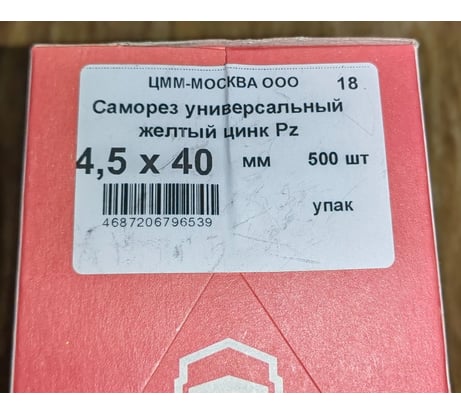 ЦММ-МОСКВА ООО 18
Саморез универсальный
желтый цинк Pz
4,5 x 40 мм 500 шт
упак
4687206796539